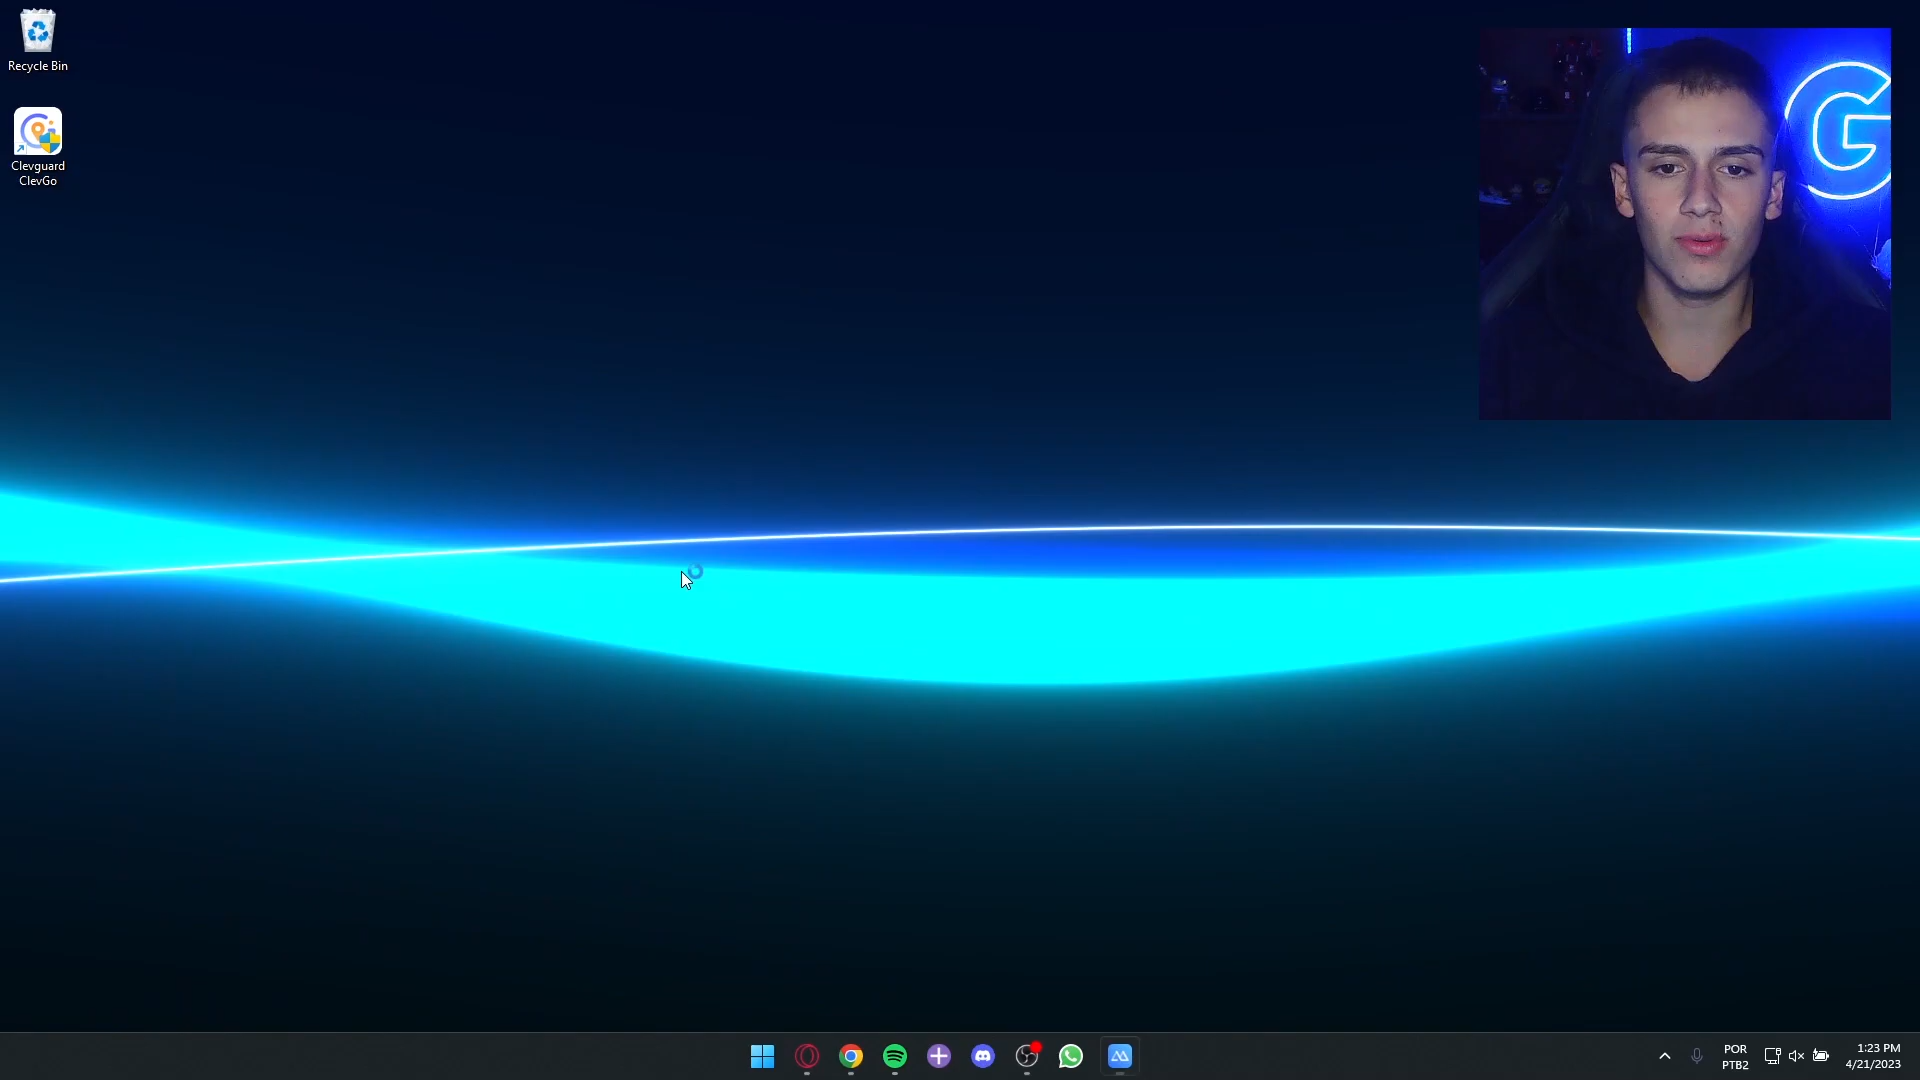 Recycle Bin
Clevguard
ClevGo
G
POR
PTB2
1:23 PM
4/21/2023